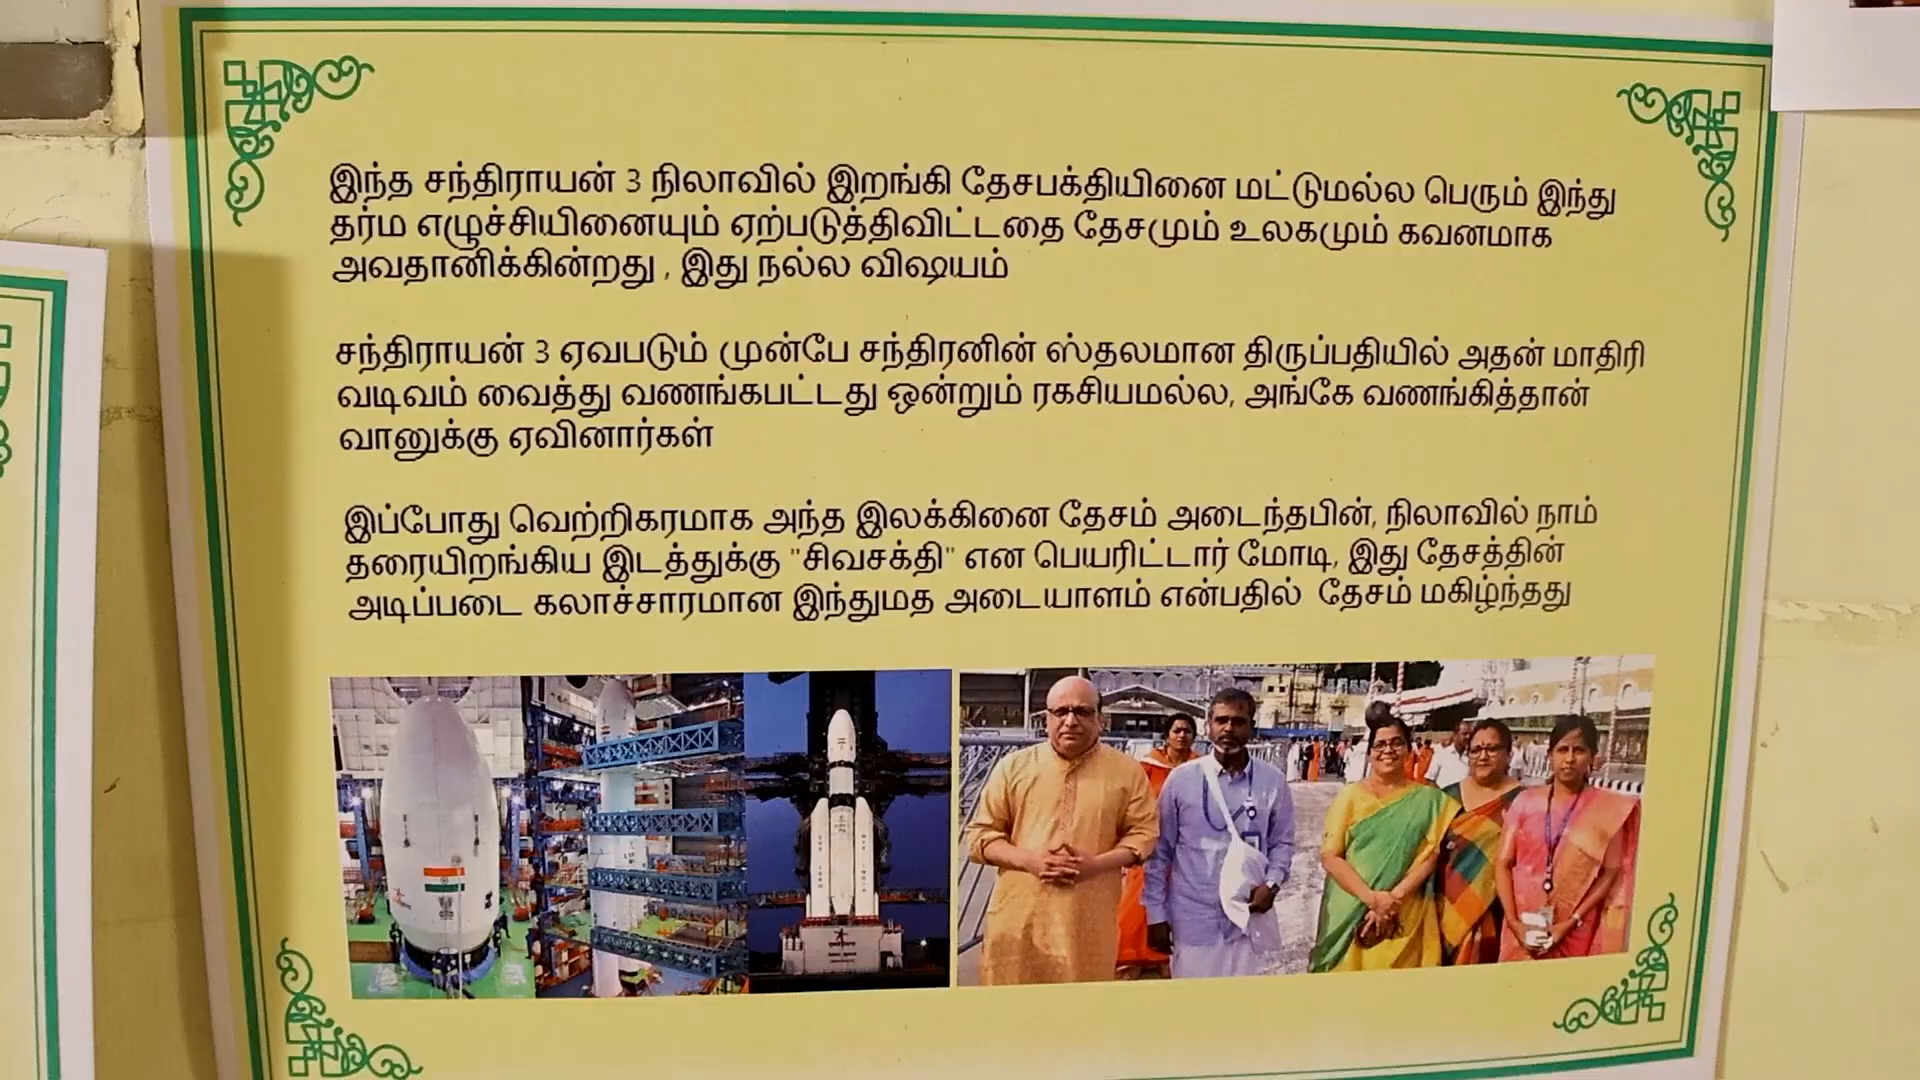 இந்த சந்திராயன் 3 நிலாவில் இறங்கி தேசபக்தியினை மட்டுமல்ல பெரும் இந்து
தர்ம எழுச்சியினையும் ஏற்படுத்திவிட்டதை தேசமும் உலகமும் கவனமாக
அவதானிக்கின்றது , இது நல்ல விஷயம்
சந்திராயன் 3 ஏவபடும் முன்பே சந்திரனின் ஸ்தலமான திருப்பதியில் அதன் மாதிரி
வடிவம் வைத்து வணங்கபட்டது ஒன்றும் ரகசியமல்ல, அங்கே வணங்கித்தான்
வானுக்கு ஏவினார்கள்
இப்போது வெற்றிகரமாக அந்த இலக்கினை தேசம் அடைந்தபின், நிலாவில் நாம்
தரையிறங்கிய இடத்துக்கு "சிவசக்தி" என பெயரிட்டார் மோடி, இது தேசத்தின்
அடிப்படை கலாச்சாரமான இந்துமத அடையாளம் என்பதில் தேசம் மகிழ்ந்தது